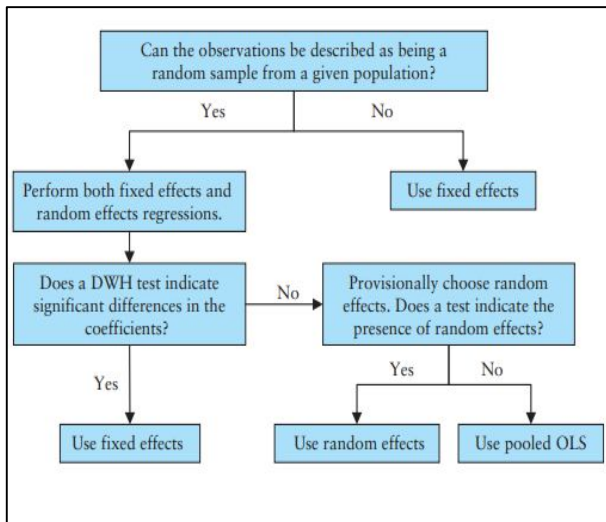 Can the observations be described as being a
random sample from a given population?
Yes
No
Perform both fixed effects and
random effects regressions.
Use fixed effects
Does a DWH test indicate
significant differences in the
coefficients?
No
Provisionally choose random
effects. Does a test indicate the
presence of random effects?
Yes
Yes
No
Use fixed effects
Use random effects
Use pooled OLS